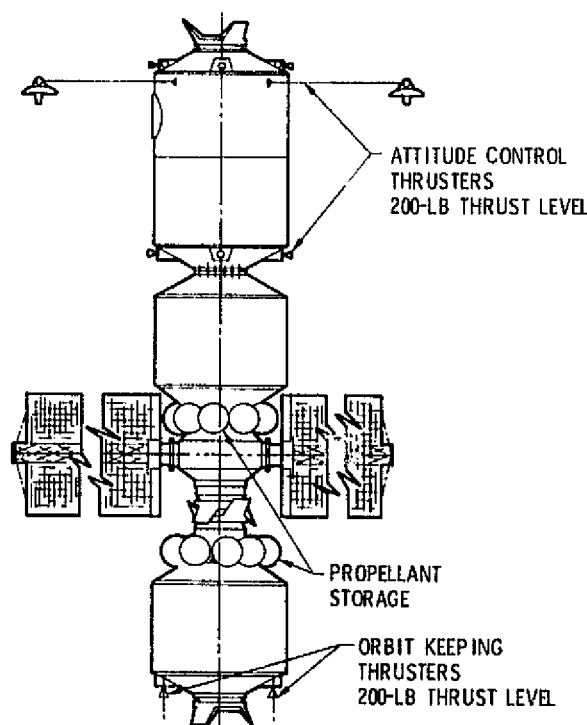 ATTITUDE CONTROL
THRUSTERS
200-LB THRUST LEVEL
PROPELLANT
STORAGE
ORBIT KEEPING
THRUSTERS
200-LB THRUST LEVEL